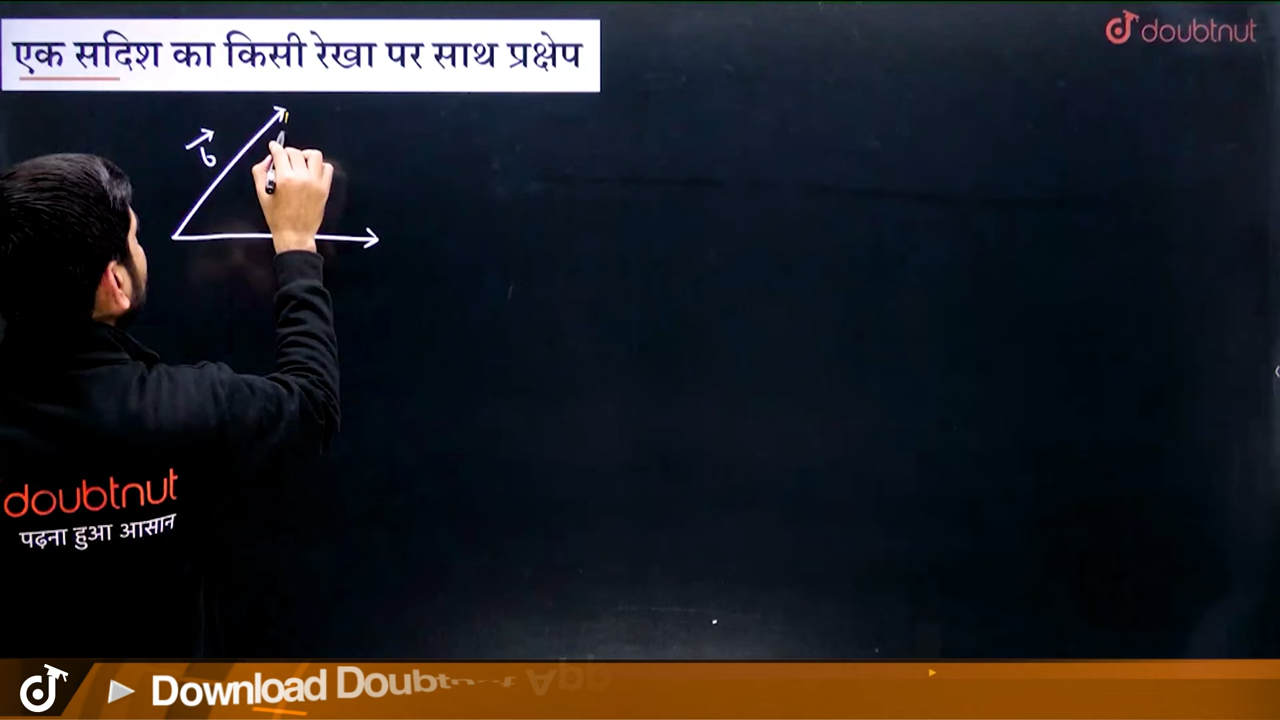 एक सदिश का किसी रेखा पर साथ प्रक्षेप
doubtnut
b
doubtnut
पढ़ना हुआ आसान
Download Doubtnut App